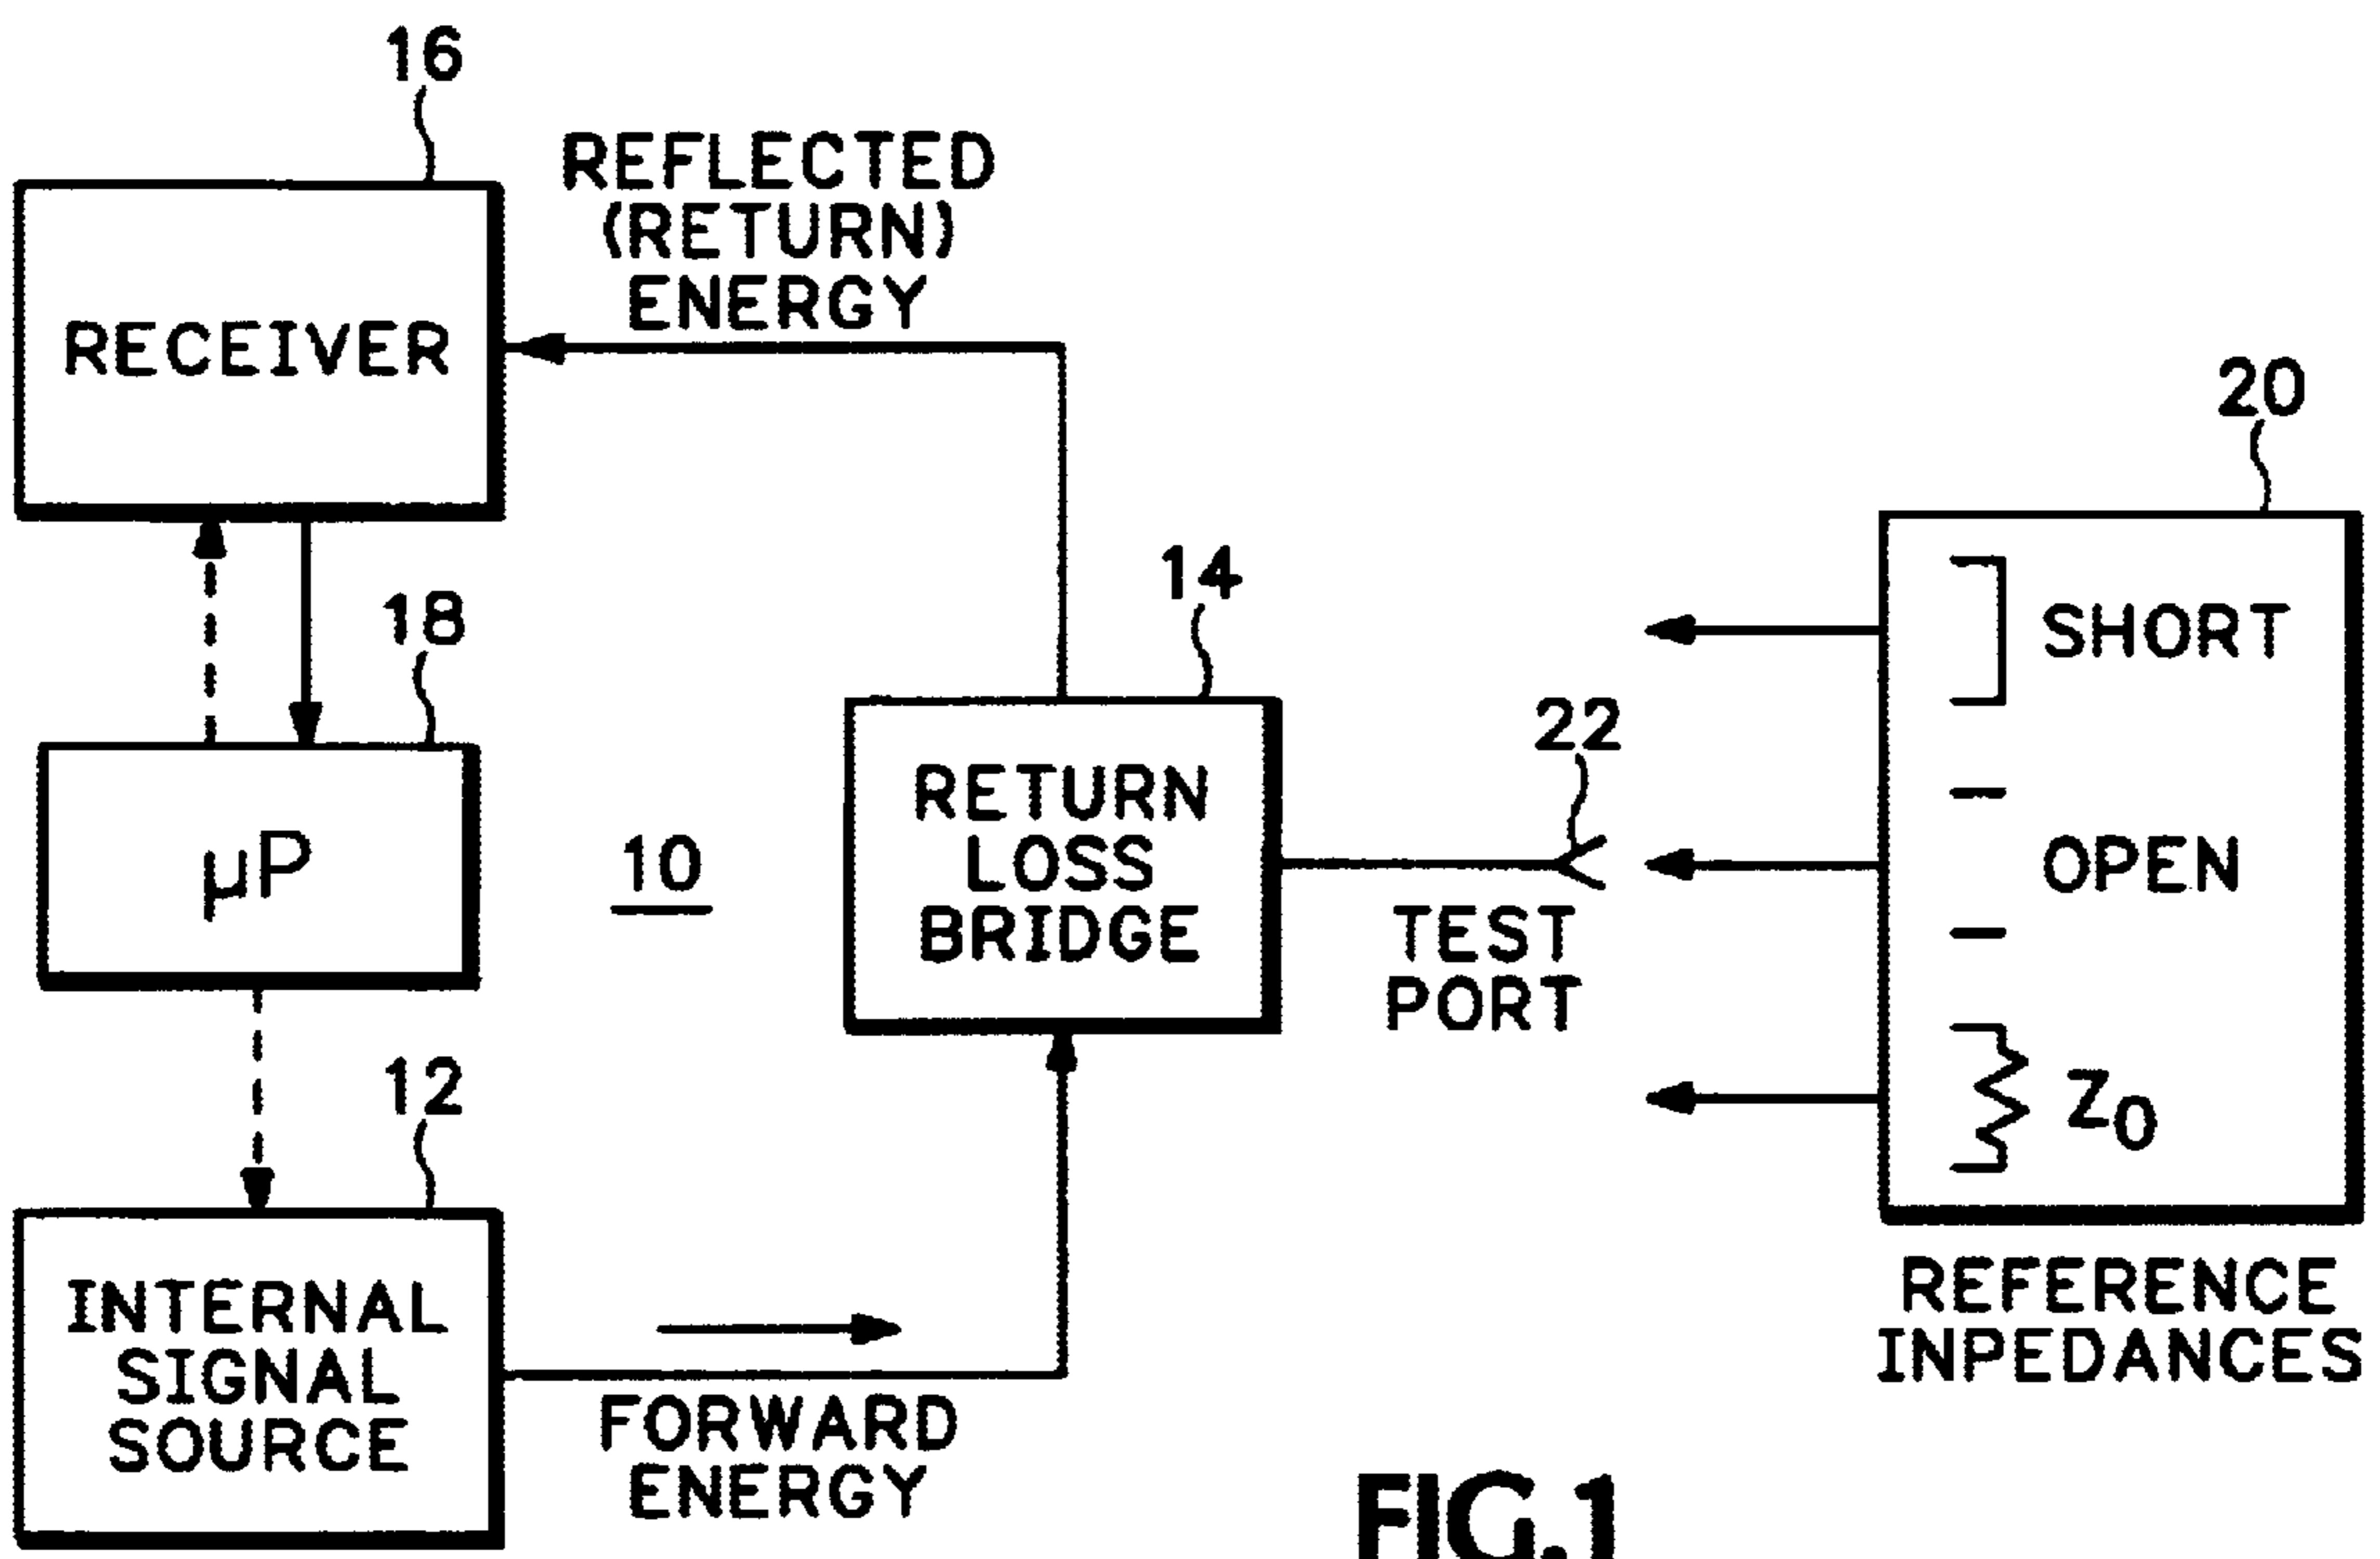 16
REFLECTED
(RETURN)
ENERGY
RECEIVER
20
14
18
SHORT
22
RETURN
LOSS
BRIDGE
µP
10
OPEN
TEST
PORT
12
Z0
INTERNAL
SIGNAL
SOURCE
FORWARD
ENERGY
REFERENCE
INPEDANCES
FIG.1